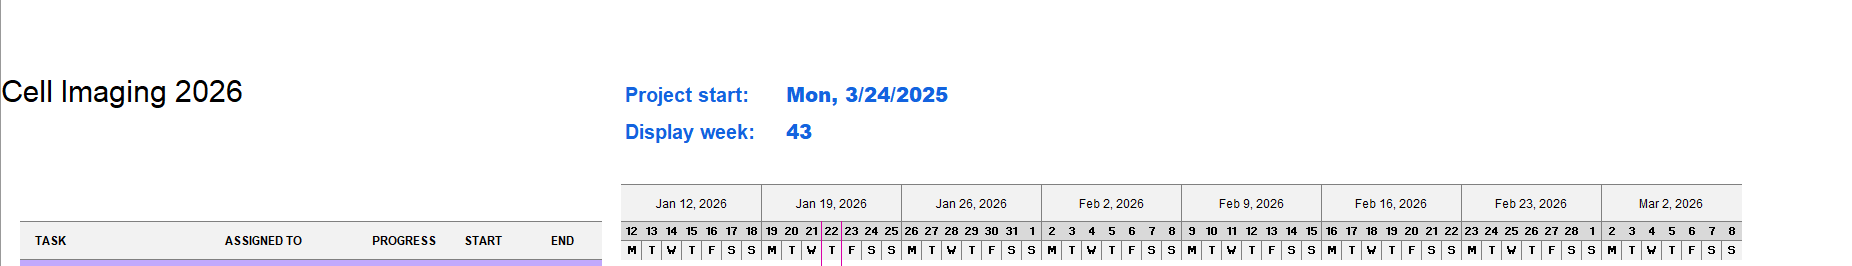 Cell Imaging 2026
Project start: Mon, 3/24/2025
Display week: 43
Jan 12, 2026 Jan 19, 2026 Jan 26, 2026 Feb 2, 2026 Feb 9, 2026 Feb 16, 2026 Feb 23, 2026 Mar 2, 2026
12 13 14 15 16 17 18 19 20 21 22 23 24 25 26 27 28 29 30 31 1 2 3 4 5 6 7 8 9 10 11 12 13 14 15 16 17 18 19 20 21 22 23 24 25 26 27 28 1 2 3 4 5 6 7 8
TASK ASSIGNED TO PROGRESS START END
M T W T F S S M T W T F S S M T W T F S S M T W T F S S M T W T F S S M T W T F S S M T W T F S S M T W T F S S